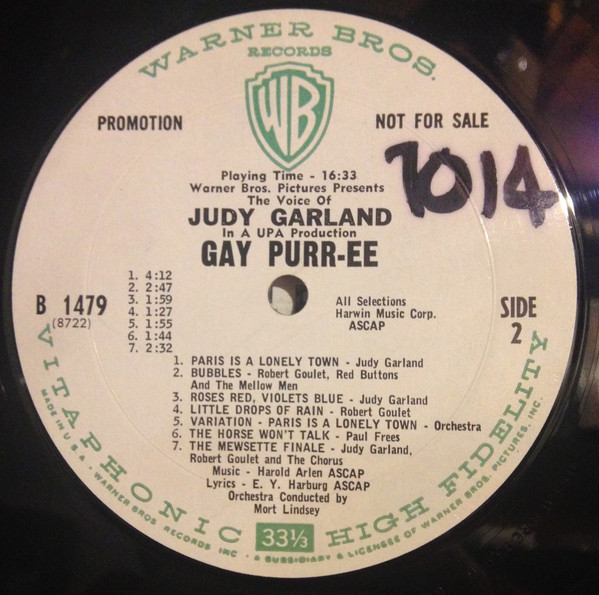 WARNER BROS.
RECORDS
WB
PROMOTION
NOT FOR SALE
7014
Playing Time - 16:33
Warner Bros. Pictures Presents
The Voice Of
JUDY GARLAND
In A UPA Production
GAY PURR-EE
1. 4:12
2. 2:47
3. 1:59
4. 1:27
5. 1:55
6. 1:44
7. 2:32
B 1479
(8722)
All Selections
Harwin Music Corp.
ASCAP
SIDE
2
1. PARIS IS A LONELY TOWN - Judy Garland
2. BUBBLES - Robert Goulet, Red Buttons
And The Mellow Men
3. ROSES RED, VIOLETS BLUE - Judy Garland
4. LITTLE DROPS OF RAIN - Robert Goulet
5. VARIATION - PARIS IS A LONELY TOWN - Orchestra
6. THE HORSE WON'T TALK - Paul Frees
7. THE MEWSETTE FINALE - Judy Garland,
Robert Goulet and The Chorus
Music - Harold Arlen ASCAP
Lyrics - E. Y. Harburg ASCAP
Orchestra Conducted by
Mort Lindsey
VITAPHONIC HIGH FIDELITY
33⅓
MADE IN U.S.A. • WARNER BROS. RECORDS INC. • A SUBSIDIARY & LICENSEE OF WARNER BROS. PICTURES, INC.